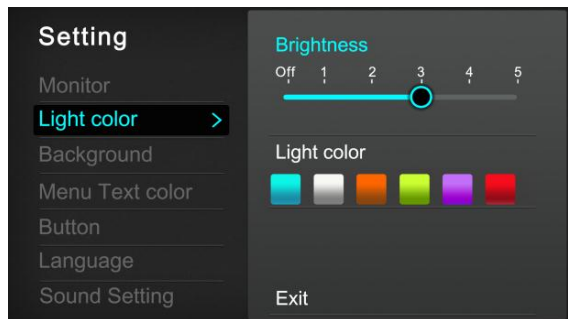 Setting
Monitor
Light color >
Background
Menu Text color
Button
Language
Sound Setting
Brightness
Off 1 2 3 4 5
Light color
Exit